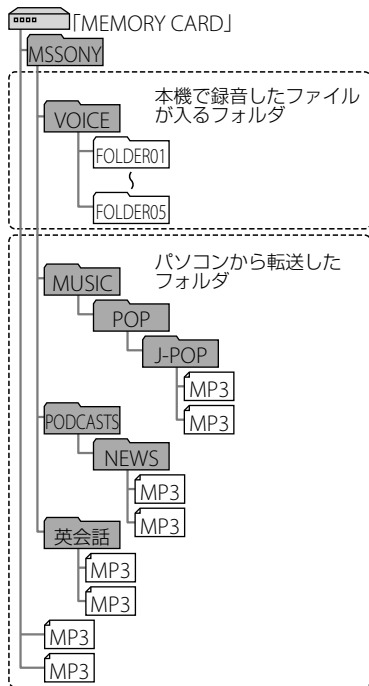 「MEMORY CARD」
MSSONY
本機で録音したファイル
が入るフォルダ
VOICE
FOLDER01
〜
FOLDER05
パソコンから転送した
フォルダ
MUSIC
POP
J-POP
MP3
MP3
PODCASTS
NEWS
MP3
MP3
英会話
MP3
MP3
MP3
MP3